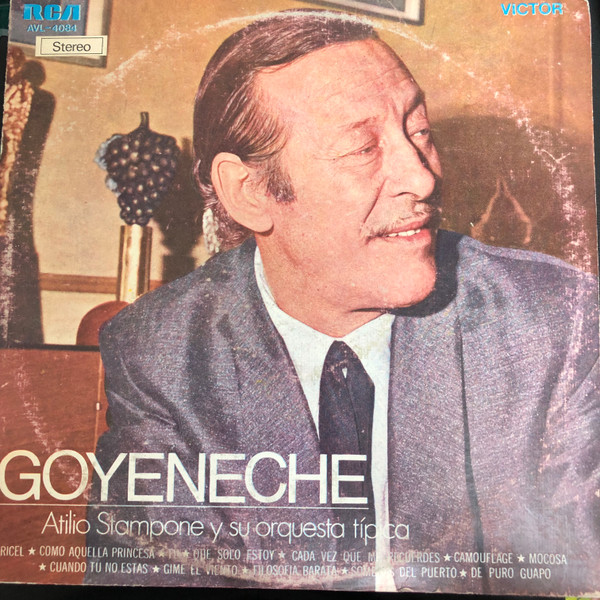 RCA VICTOR
AVL-4084
Stereo
GOYENECHE
Atilio Stampone y su orquesta típica
RICEL ★ COMO AQUELLA PRINCESA ★ ★ QUE SOLO ESTOY ★ CADA VEZ QUE ME RECUERDES ★ CAMOUFLAGE ★ MOCOSA
★ CUANDO TU NO ESTAS ★ GIME EL VIENTO ★ FILOSOFIA BARATA ★ DEL PUERTO ★ DE PURO GUAPO